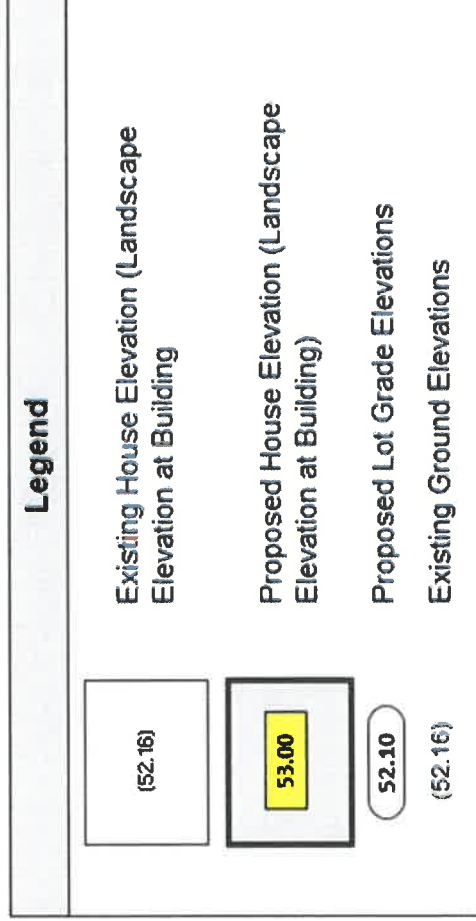 Legend
(52.16)
Existing House Elevation (Landscape
Elevation at Building
53.00
Proposed House Elevation (Landscape
Elevation at Building)
52.10
Proposed Lot Grade Elevations
(52.16)
Existing Ground Elevations